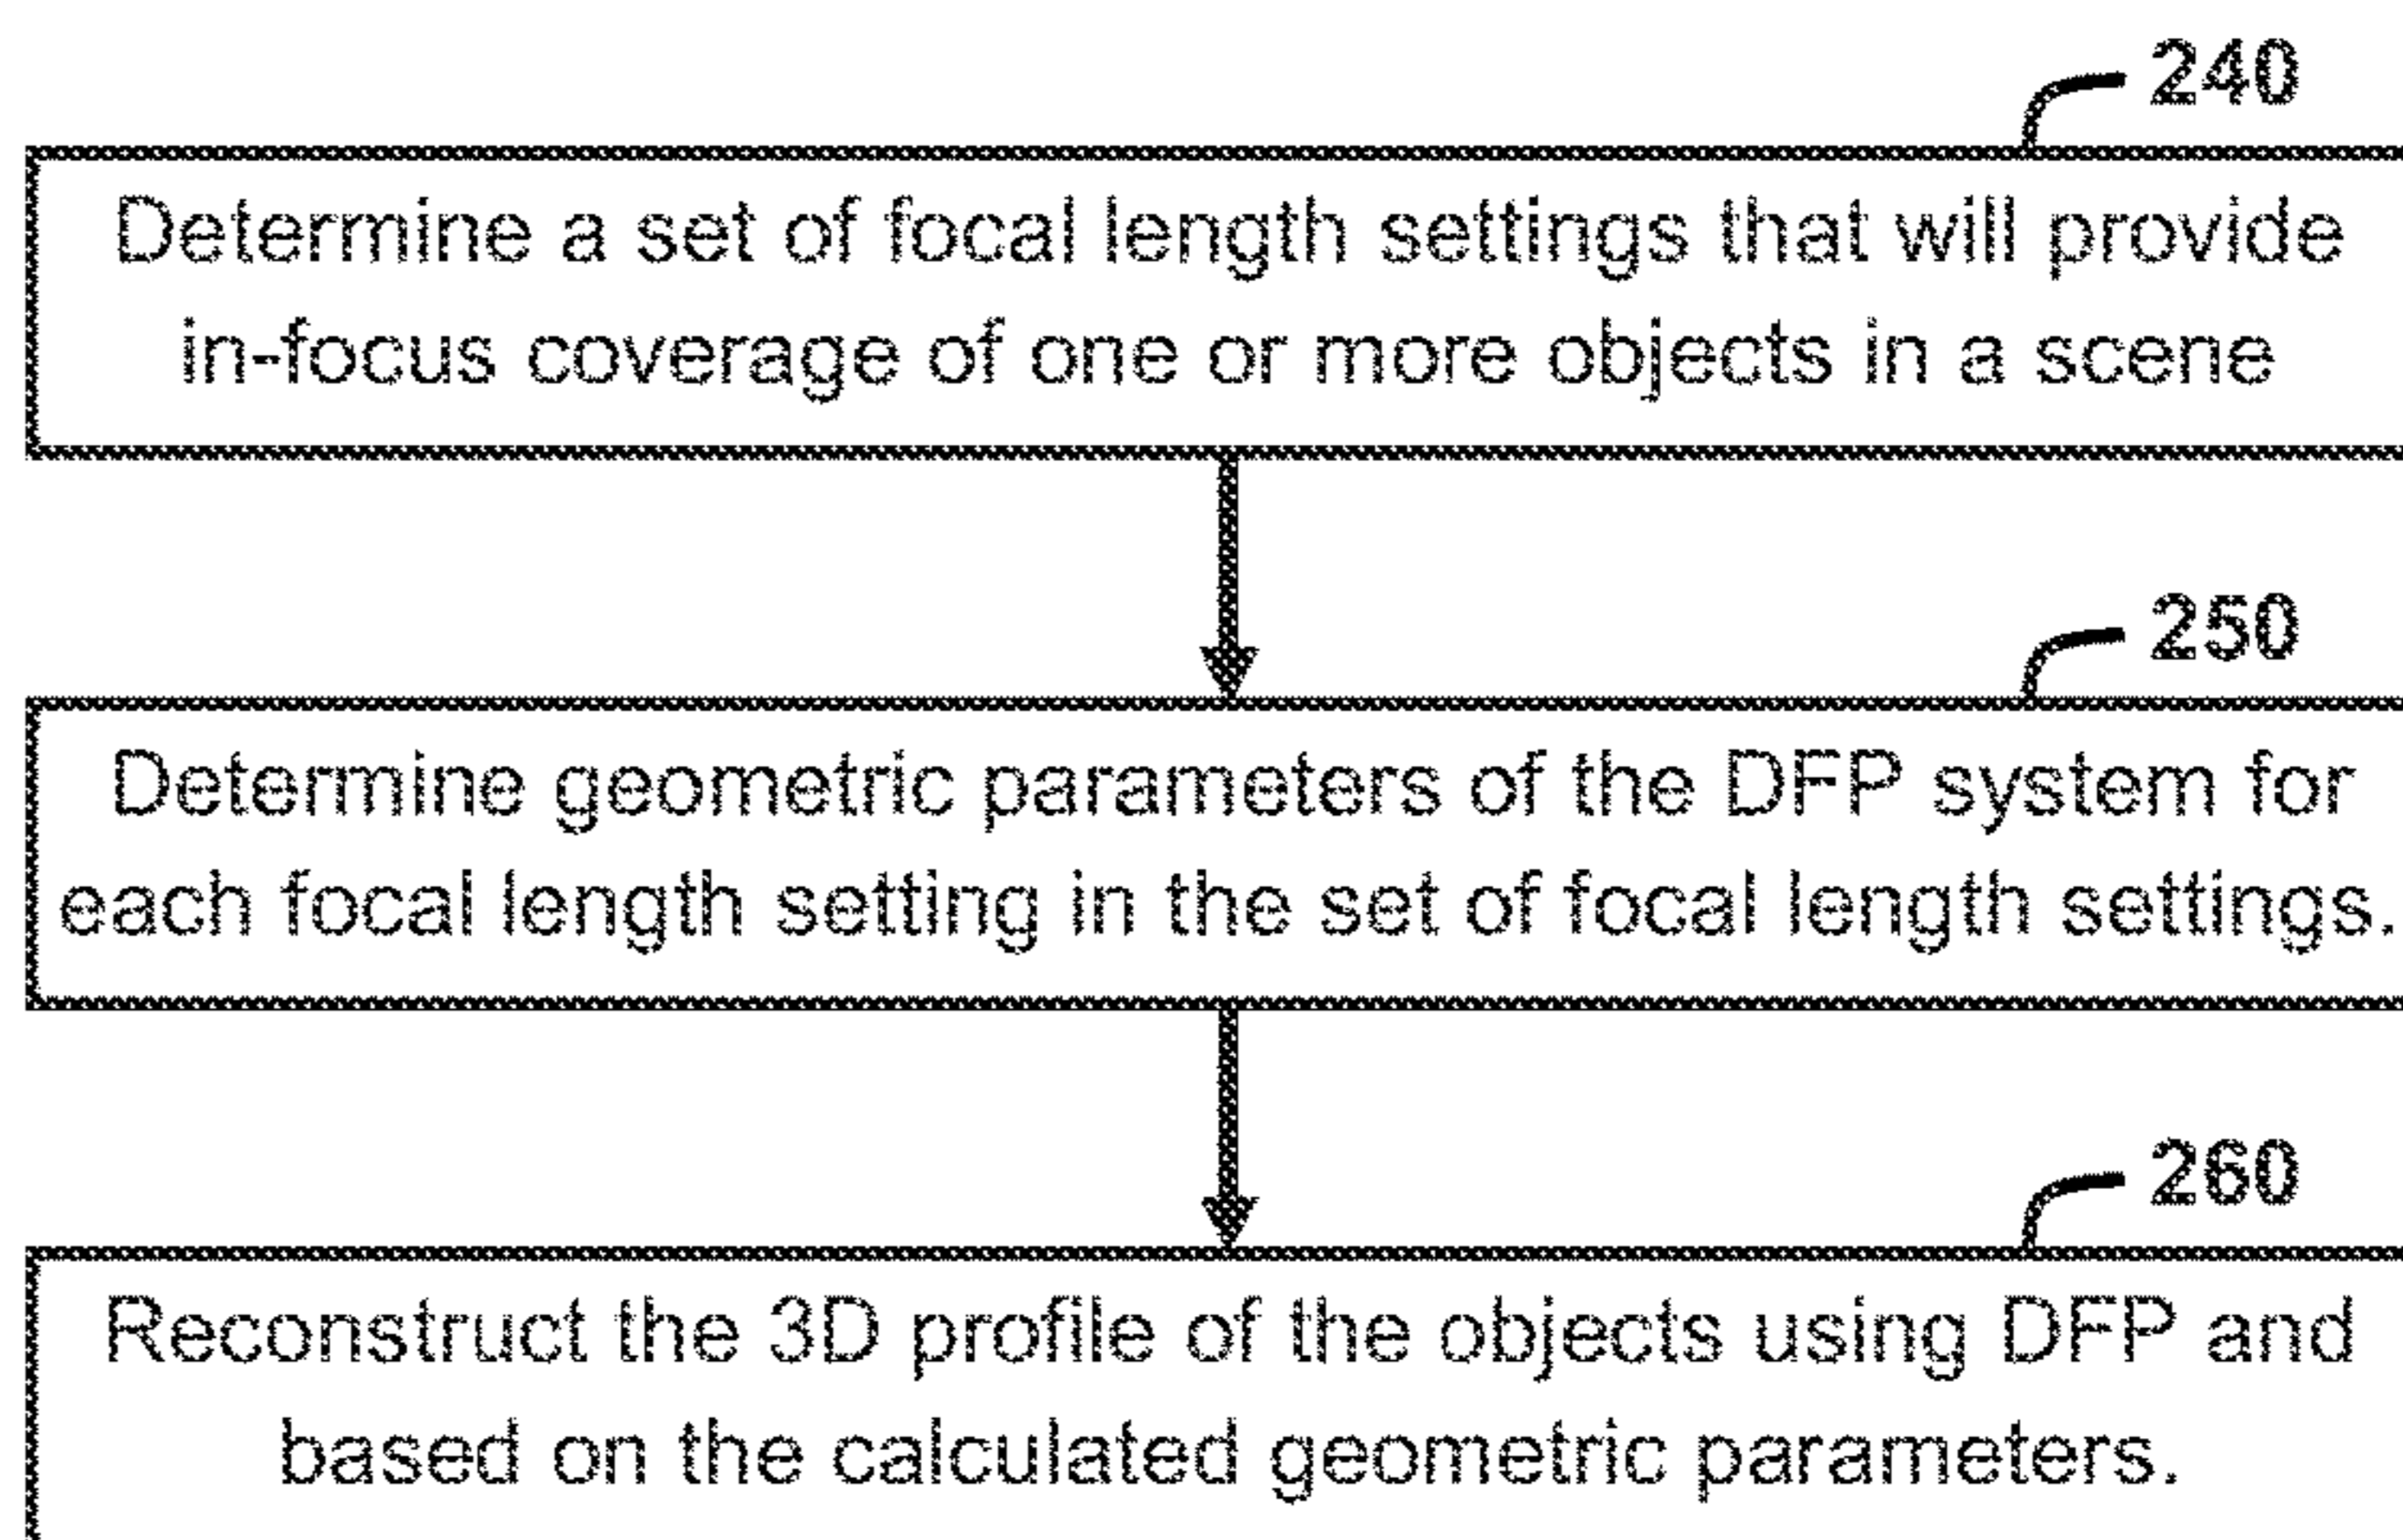 240
Determine a set of focal length settings that will provide
in-focus coverage of one or more objects in a scene
250
Determine geometric parameters of the DFP system for
each focal length setting in the set of focal length settings.
260
Reconstruct the 3D profile of the objects using DFP and
based on the calculated geometric parameters.